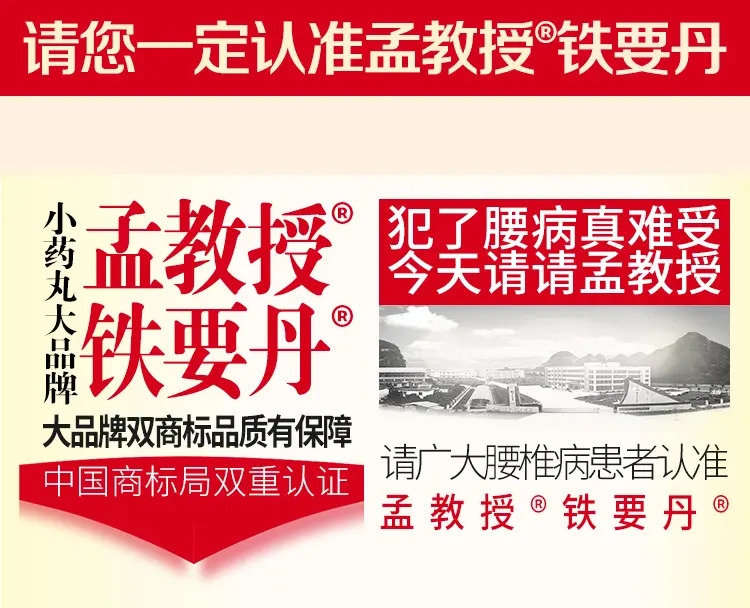 请您一定认准孟教授®铁要丹
小药丸大品牌
孟教授®
铁要丹®
大品牌双商标品质有保障
中国商标局双重认证
犯了腰病真难受
今天请请孟教授
请广大腰椎病患者认准
孟教授®铁要丹®